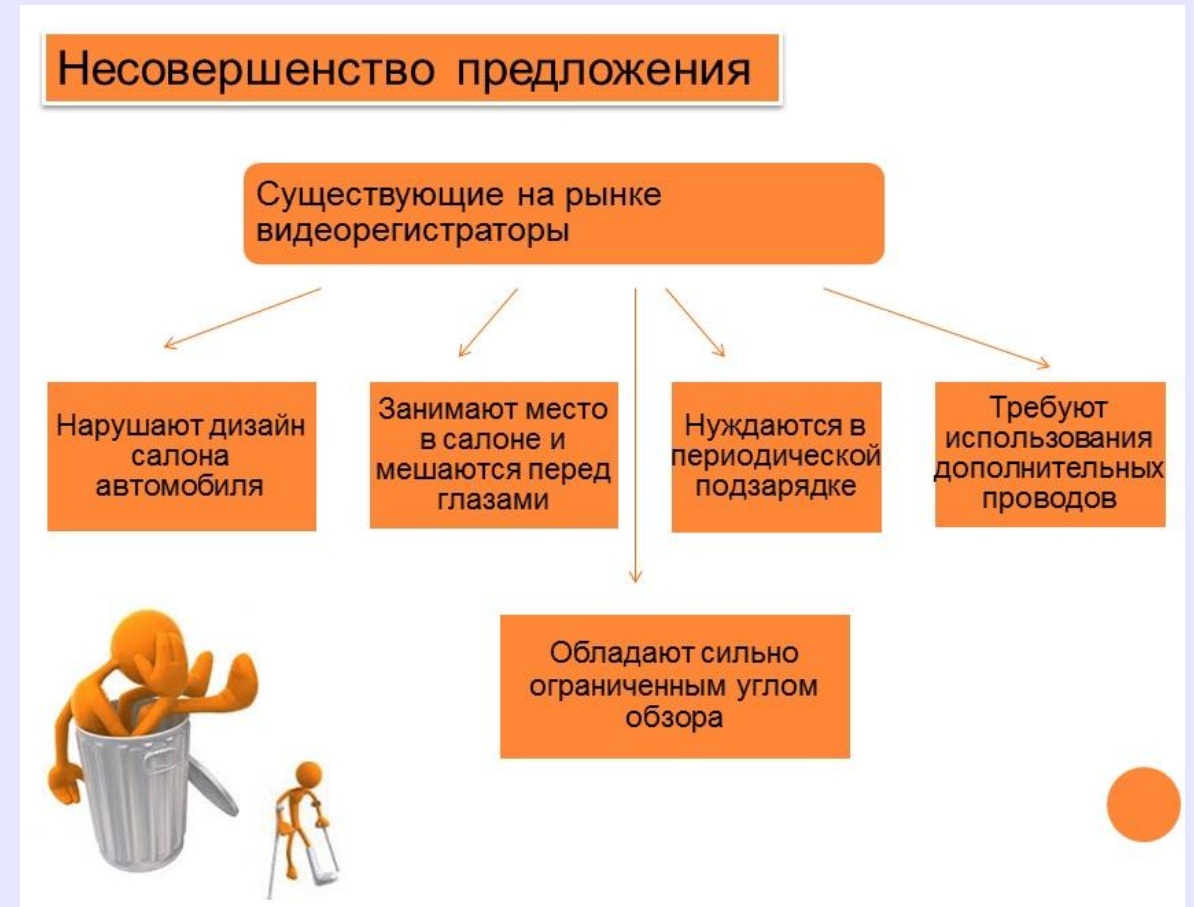 Несовершенство предложения
Существующие на рынке
видеорегистраторы
Нарушают дизайн
салона
автомобиля
Занимают место
в салоне и
мешаются перед
глазами
Нуждаются в
периодической
подзарядке
Требуют
использования
дополнительных
проводов
Обладают сильно
ограниченным углом
обзора